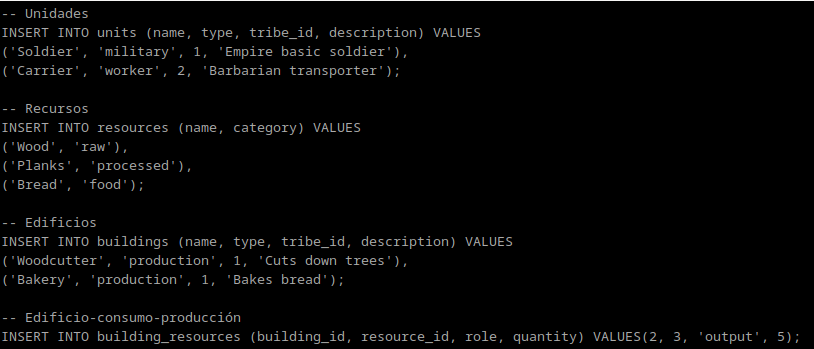 -- Unidades
INSERT INTO units (name, type, tribe_id, description) VALUES
('Soldier', 'military', 1, 'Empire basic soldier'),
('Carrier', 'worker', 2, 'Barbarian transporter');
-- Recursos
INSERT INTO resources (name, category) VALUES
('Wood', 'raw'),
('Planks', 'processed'),
('Bread', 'food');
-- Edificios
INSERT INTO buildings (name, type, tribe_id, description) VALUES
('Woodcutter', 'production', 1, 'Cuts down trees'),
('Bakery', 'production', 1, 'Bakes bread');
-- Edificio-consumo-producción
INSERT INTO building_resources (building_id, resource_id, role, quantity) VALUES(2, 3, 'output', 5);